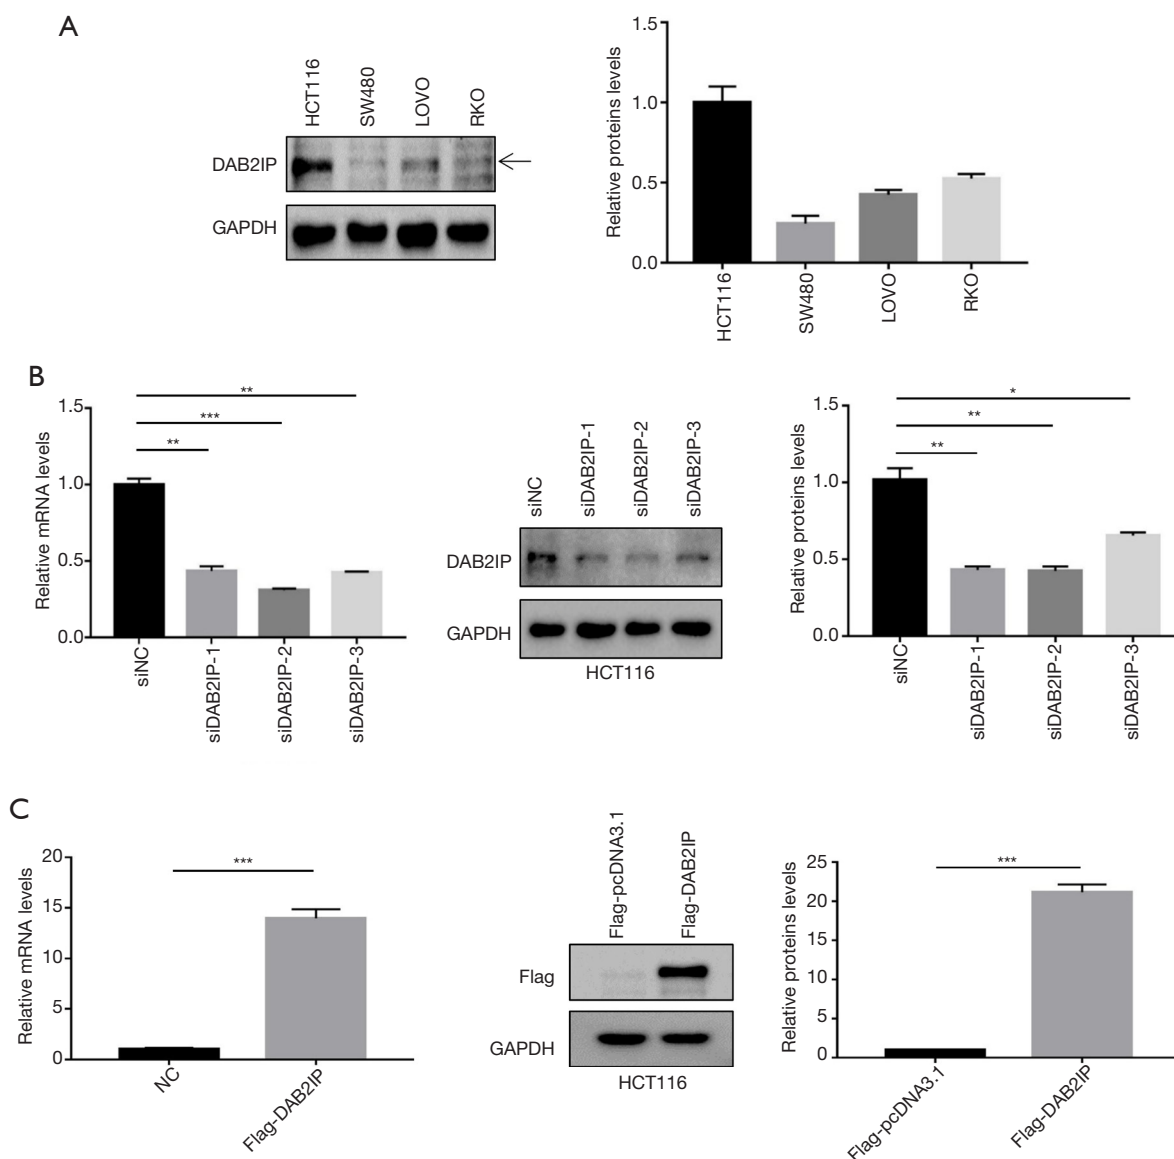 A
HCT116
SW480
LOVO
RKO
DAB2IP
GAPDH
Relative proteins levels
1.5
1.0
0.5
0.0
HCT116
SW480
LOVO
RKO
B
Relative mRNA levels
1.5
1.0
0.5
0.0
**
***
**
siNC
siDAB2IP-1
siDAB2IP-2
siDAB2IP-3
siNC
siDAB2IP-1
siDAB2IP-2
siDAB2IP-3
DAB2IP
GAPDH
HCT116
Relative proteins levels
1.5
1.0
0.5
0.0
*
**
**
siNC
siDAB2IP-1
siDAB2IP-2
siDAB2IP-3
C
Relative mRNA levels
20
15
10
5
0
***
NC
Flag-DAB2IP
Flag-pcDNA3.1
Flag-DAB2IP
Flag
GAPDH
HCT116
Relative proteins levels
25
20
15
10
5
0
***
Flag-pcDNA3.1
Flag-DAB2IP